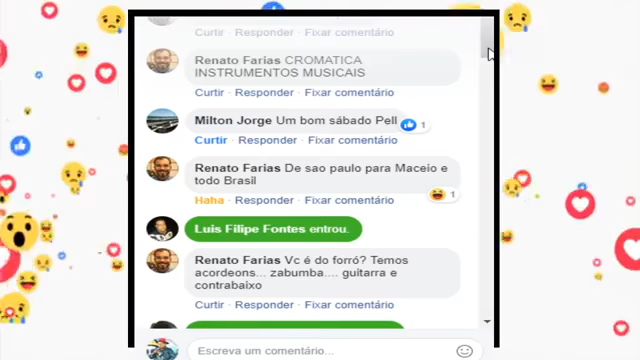 Curtir · Responder · Fixar comentário
Renato Farias CROMATICA
INSTRUMENTOS MUSICAIS
Curtir · Responder · Fixar comentário
Milton Jorge Um bom sábado Pell
1
Curtir · Responder · Fixar comentário
Renato Farias De sao paulo para Maceio e
todo Brasil
1
Haha · Responder · Fixar comentário
Luis Filipe Fontes entrou.
Renato Farias Vc é do forró? Temos
acordeons... zabumba.... guitarra e
contrabaixo
Curtir · Responder · Fixar comentário
Escreva um comentário...